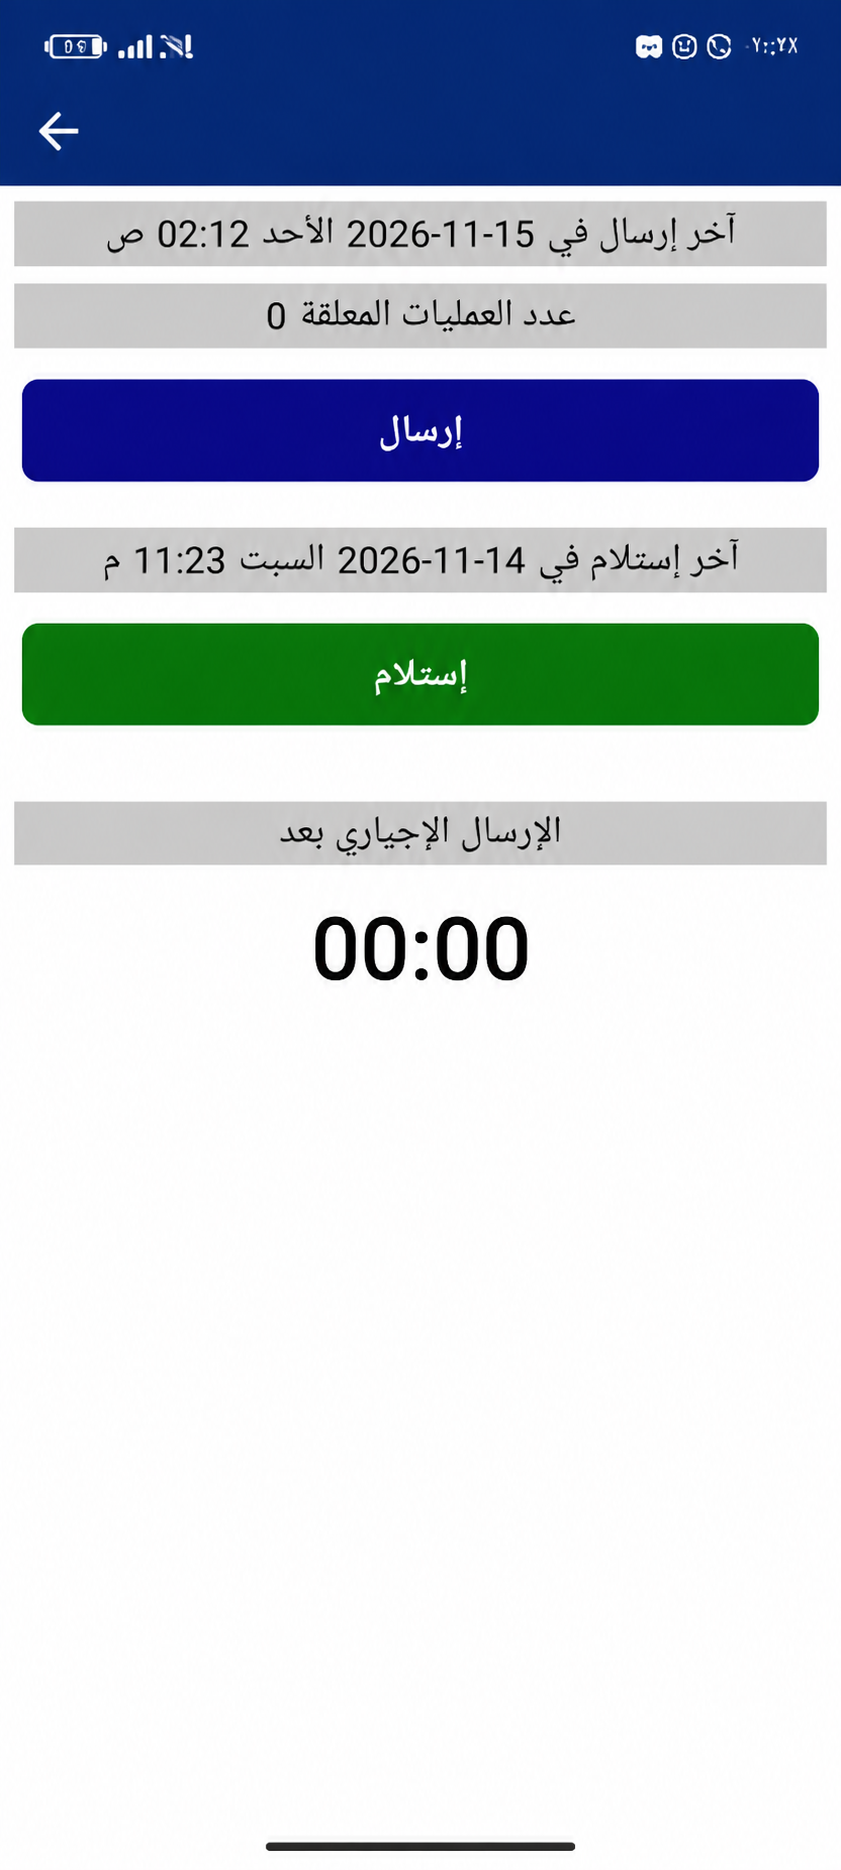 آخر إرسال في 15-11-2026 الأحد 02:12 ص
عدد العمليات المعلقة 0
إرسال
آخر إستلام في 14-11-2026 السبت 11:23 م
إستلام
الإرسال الإجياري بعد
00:00